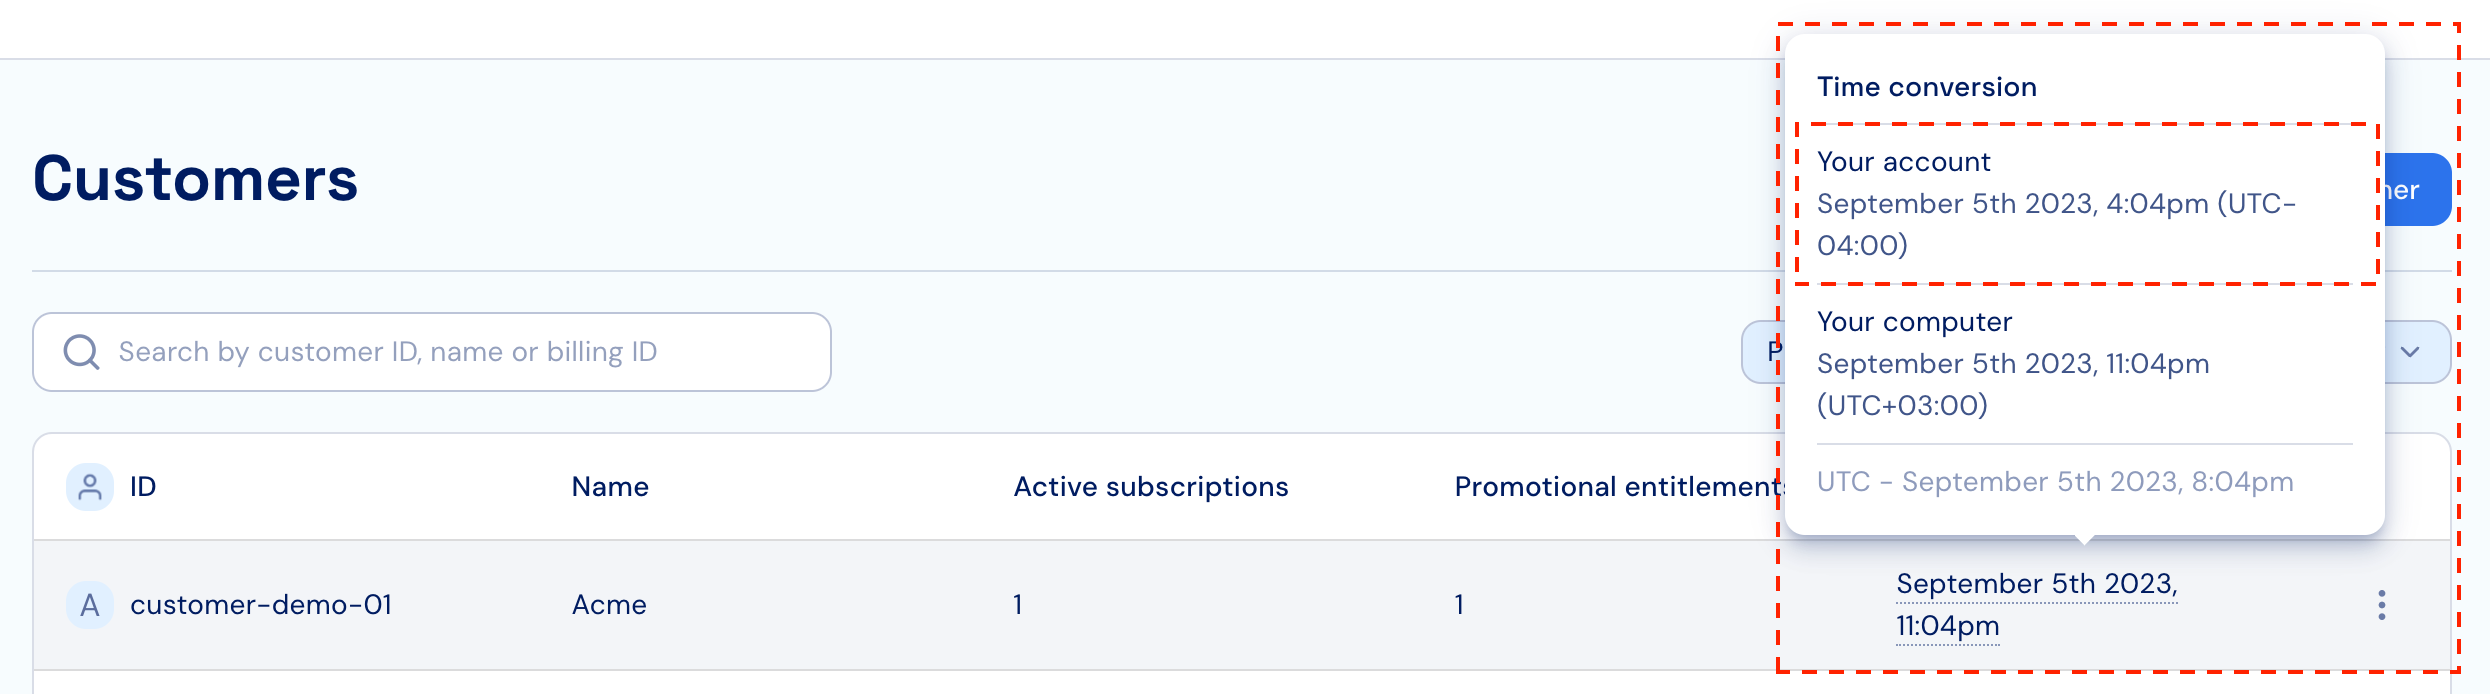 Customers
Time conversion
Your account
September 5th 2023, 4:04pm (UTC-
04:00)
Your computer
September 5th 2023, 11:04pm
(UTC+03:00)
UTC - September 5th 2023, 8:04pm
Search by customer ID, name or billing ID
ID Name Active subscriptions Promotional entitlements
A customer-demo-01 Acme 1 1 September 5th 2023,
11:04pm